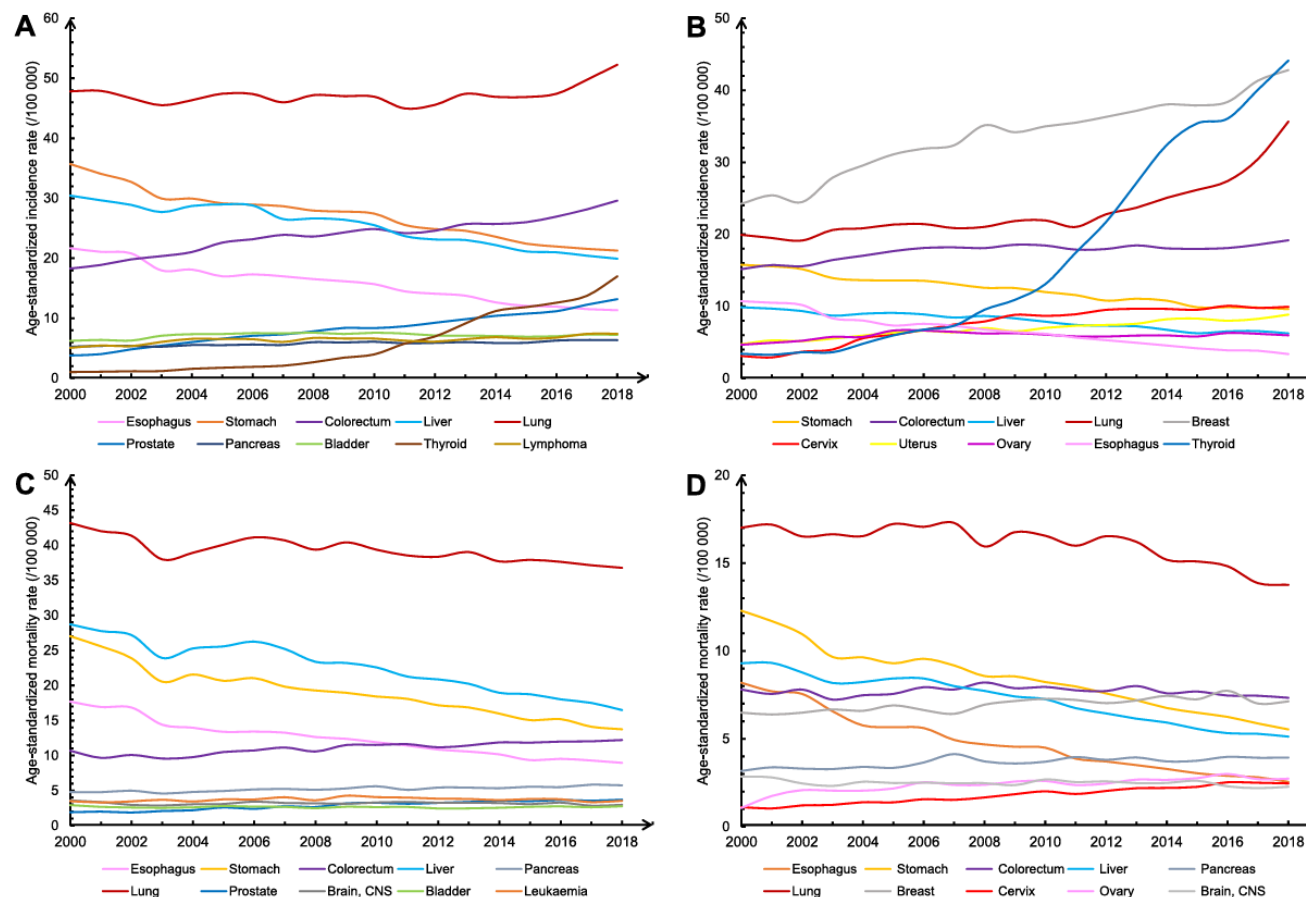 A
Age-standardized incidence rate (/100 000)
60
50
40
30
20
10
0
2000 2002 2004 2006 2008 2010 2012 2014 2016 2018
Esophagus Stomach Colorectum Liver Lung
Prostate Pancreas Bladder Thyroid Lymphoma
B
Age-standardized incidence rate (/100 000)
50
40
30
20
10
0
2000 2002 2004 2006 2008 2010 2012 2014 2016 2018
Stomach Colorectum Liver Lung Breast
Cervix Uterus Ovary Esophagus Thyroid
C
Age-standardized mortality rate (/100 000)
50
45
40
35
30
25
20
15
10
5
0
2000 2002 2004 2006 2008 2010 2012 2014 2016 2018
Esophagus Stomach Colorectum Liver Pancreas
Lung Prostate Brain, CNS Bladder Leukaemia
D
Age-standardized mortality rate (/100 000)
20
15
10
5
0
2000 2002 2004 2006 2008 2010 2012 2014 2016 2018
Esophagus Stomach Colorectum Liver Pancreas
Lung Breast Cervix Ovary Brain, CNS